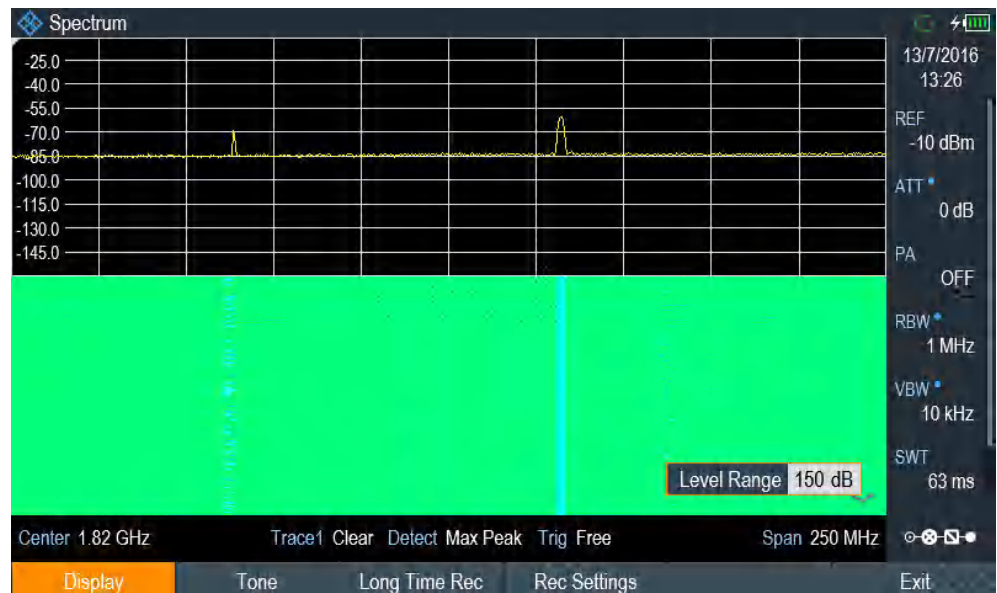 Spectrum
-25.0
-40.0
-55.0
-70.0
-85.0
-100.0
-115.0
-130.0
-145.0
13/7/2016
13:26
REF
-10 dBm
ATT
0 dB
PA
OFF
RBW
1 MHz
VBW
10 kHz
SWT
63 ms
Level Range 150 dB
Center 1.82 GHz Trace1 Clear Detect Max Peak Trig Free Span 250 MHz
Display Tone Long Time Rec Rec Settings Exit